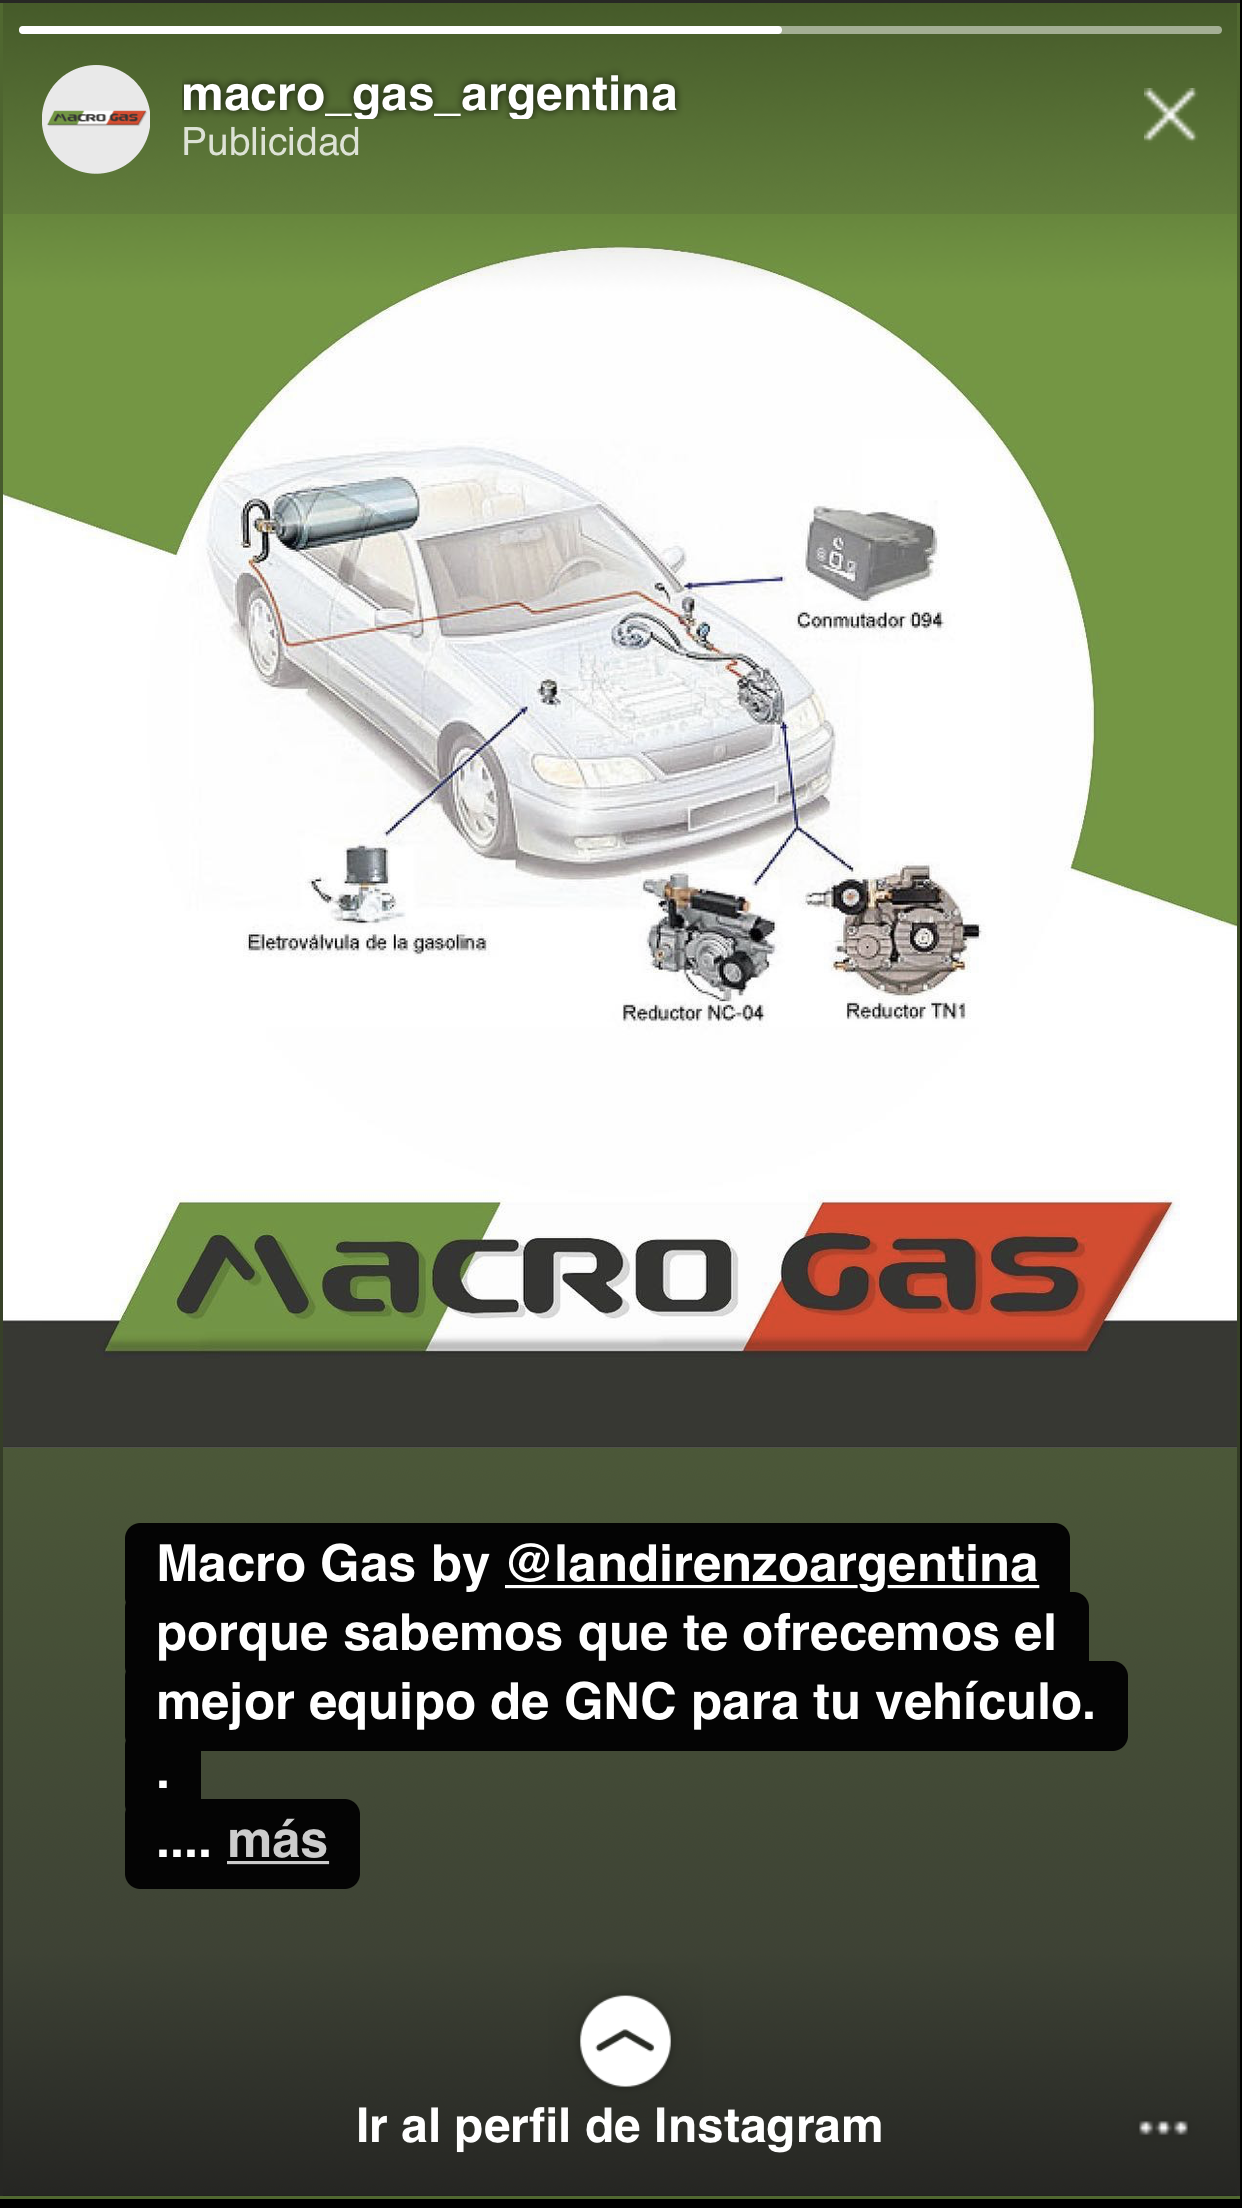 macro_gas_argentina
Publicidad
Conmutador 094
Eletroválvula de la gasolina
Reductor NC-04
Reductor TN1
Macro Gas
Macro Gas by @landirenzoargentina
porque sabemos que te ofrecemos el
mejor equipo de GNC para tu vehículo.
.
.... más
Ir al perfil de Instagram